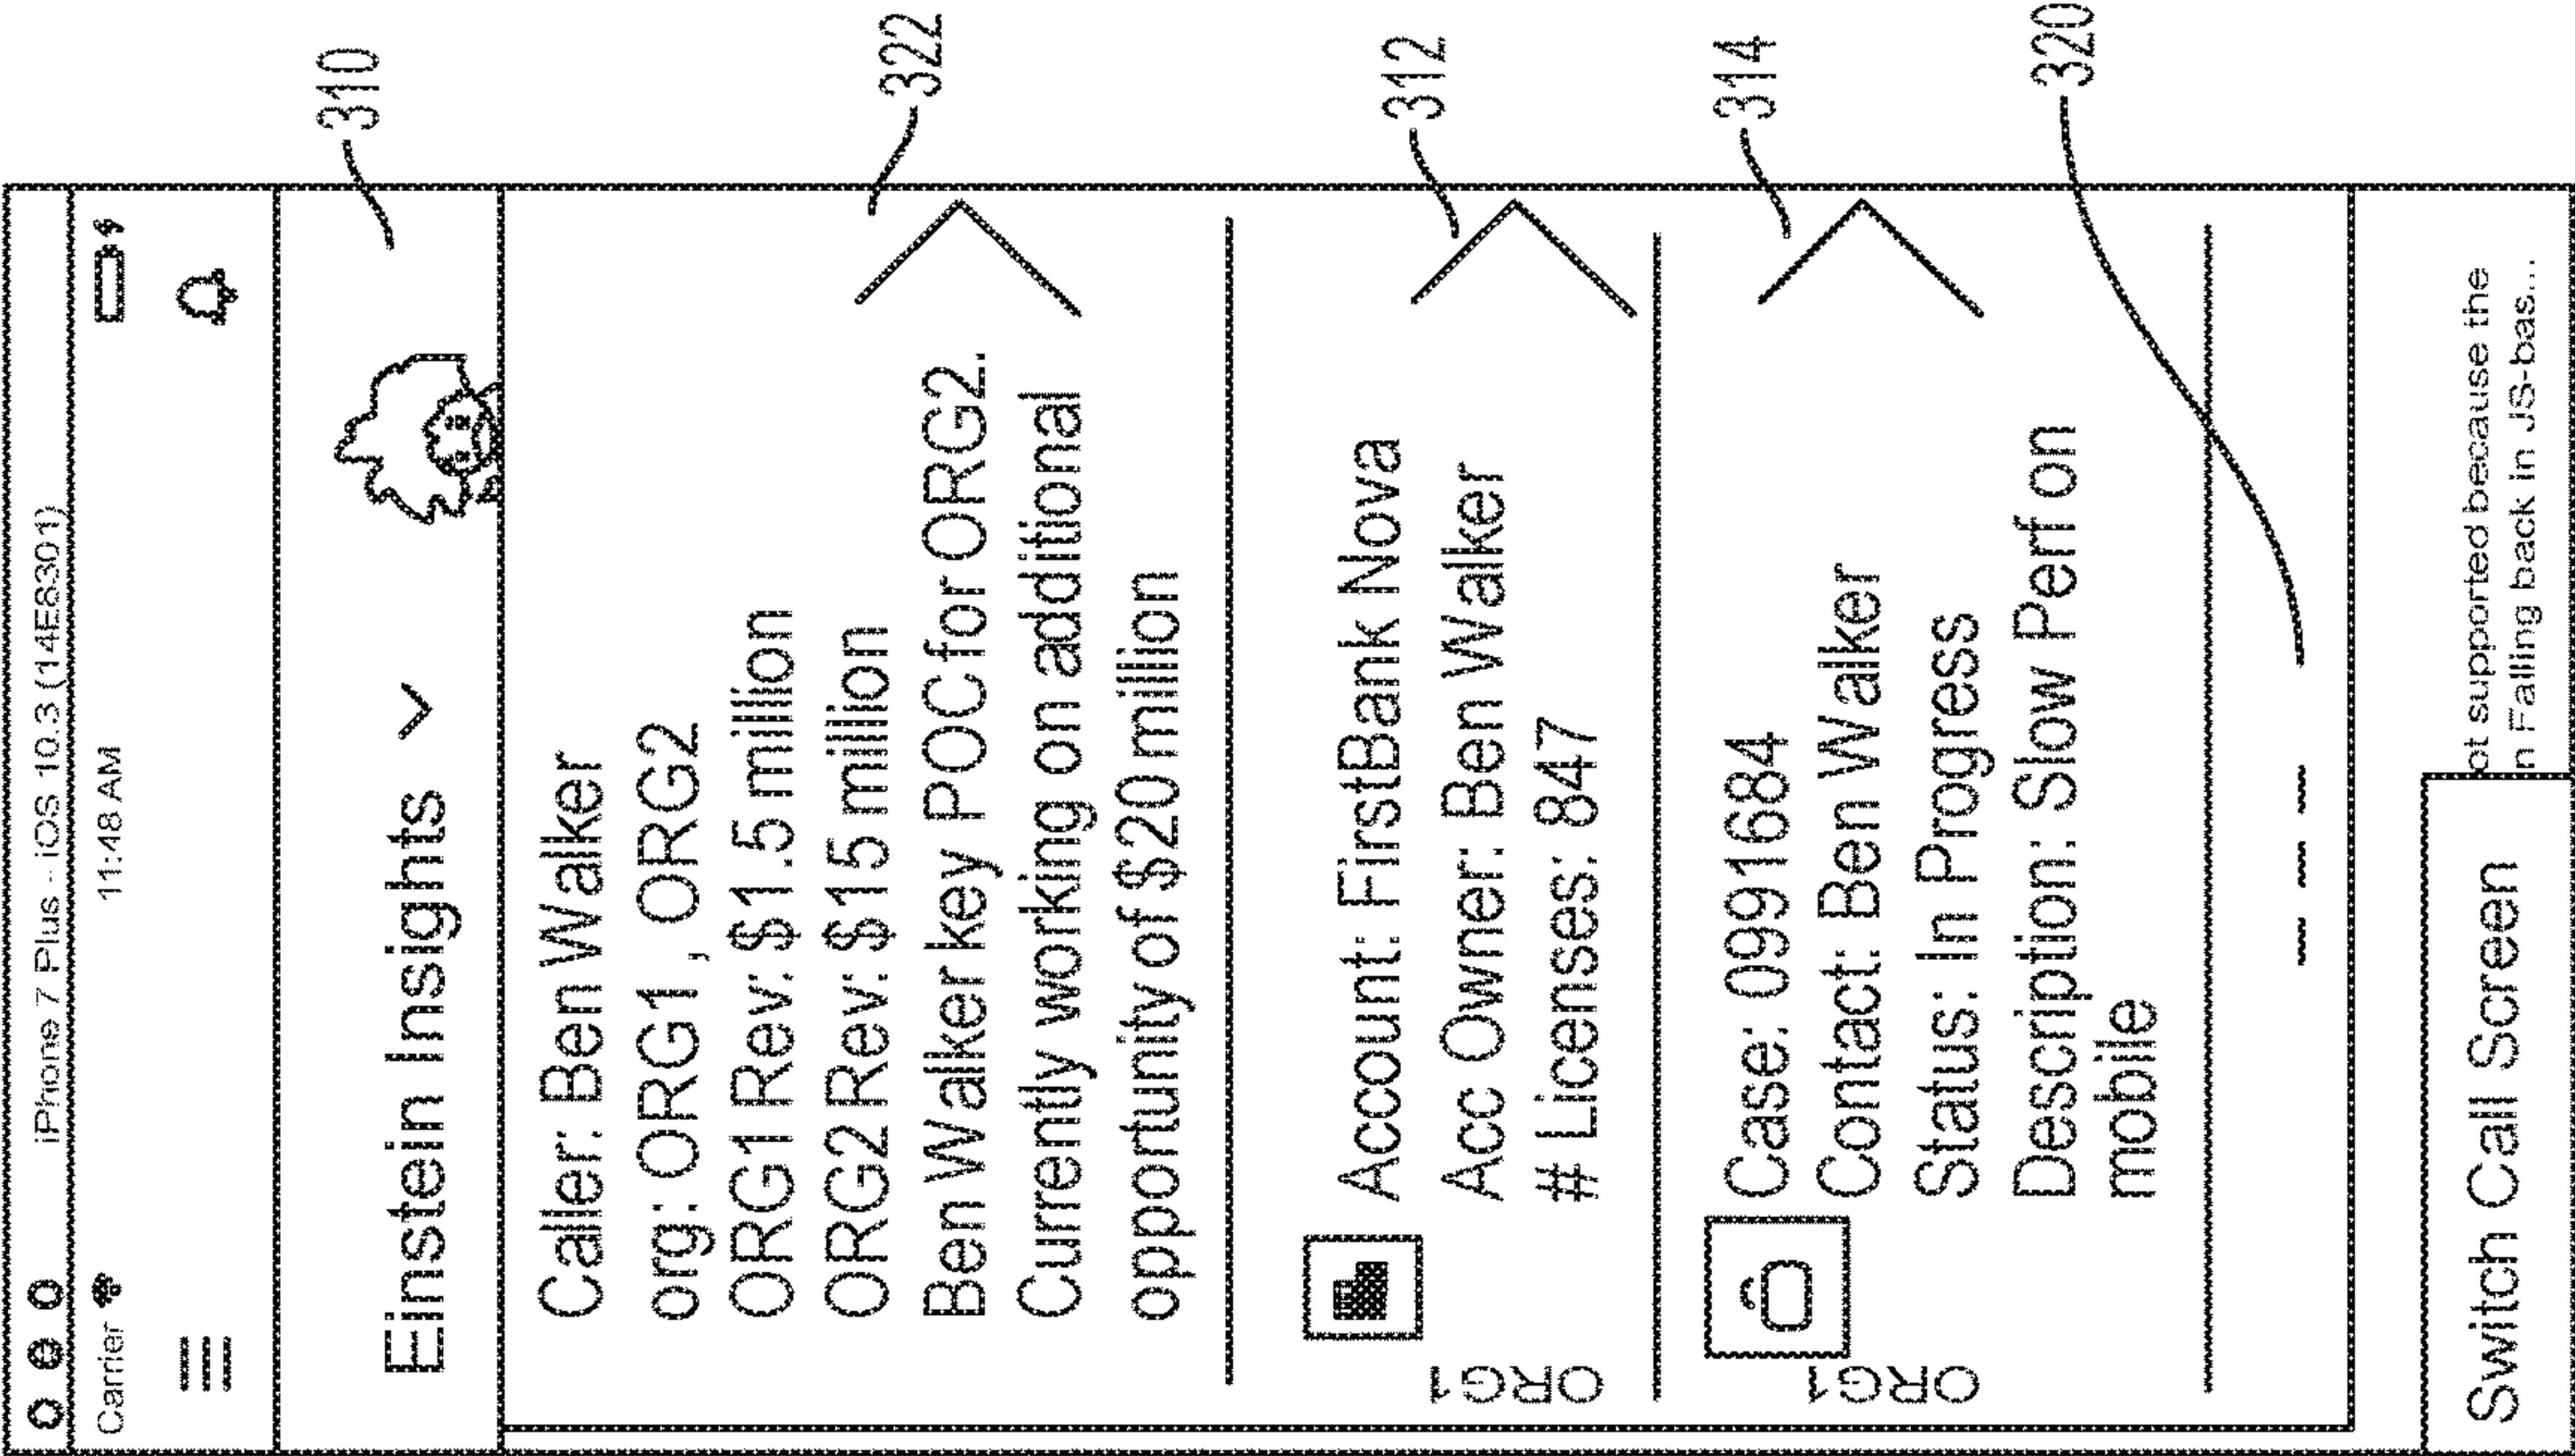 iPhone 7 Plus -- iOS 10.3 (14E8301)
Carrier 11:48 AM
Einstein Insights
310
Caller: Ben Walker
org: ORG1 , ORG2
ORG1 Rev: $1.5 million
ORG2 Rev: $15 million
Ben Walker key POC for ORG2.
Currently working on additional
opportunity of $20 million
322
Account: FirstBank Nova
Acc Owner: Ben Walker
# Licenses: 847
ORG1
312
Case: 0991684
Contact: Ben Walker
Status: In Progress
Description: Slow Perf on
mobile
ORG1
314
320
Switch Call Screen
ot supported because the
n Falling back in JS-bas...